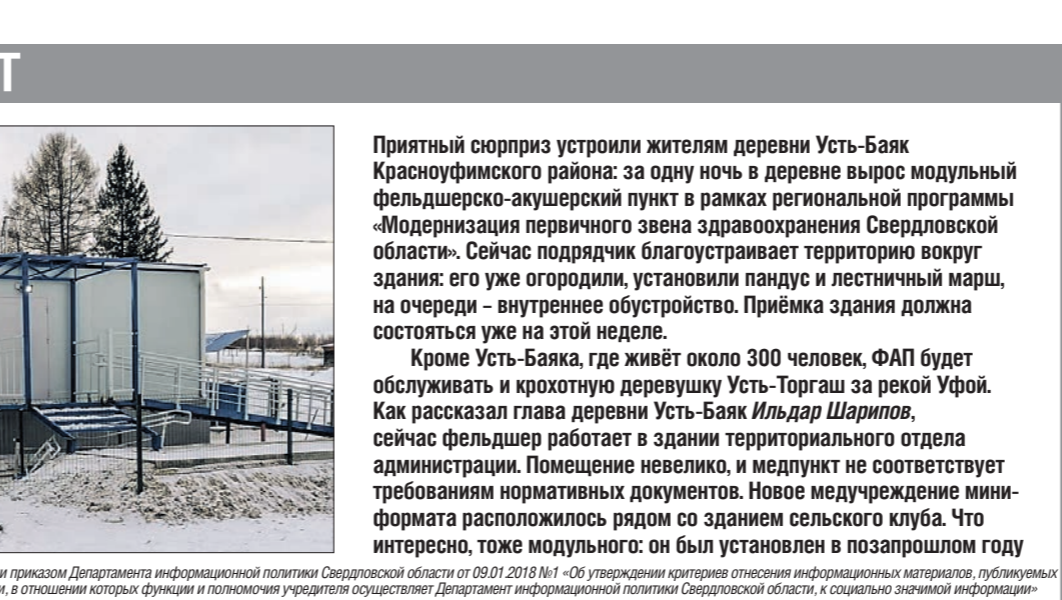 Т
Приятный сюрприз устроили жителям деревни Усть-Баяк
Красноуфимского района: за одну ночь в деревне вырос модульный
фельдшерско-акушерский пункт в рамках региональной программы
«Модернизация первичного звена здравоохранения Свердловской
области». Сейчас подрядчик благоустраивает территорию вокруг
здания: его уже огородили, установили пандус и лестничный марш,
на очереди – внутреннее обустройство. Приёмка здания должна
состояться уже на этой неделе.
Кроме Усть-Баяка, где живёт около 300 человек, ФАП будет
обслуживать и крохотную деревушку Усть-Торгаш за рекой Уфой.
Как рассказал глава деревни Усть-Баяк Ильдар Шарипов,
сейчас фельдшер работает в здании территориального отдела
администрации. Помещение невелико, и медпункт не соответствует
требованиям нормативных документов. Новое медучреждение мини-
формата расположилось рядом со зданием сельского клуба. Что
интересно, тоже модульного: он был установлен в позапрошлом году
и приказом Департамента информационной политики Свердловской области от 09.01.2018 №1 «Об утверждении критериев отнесения информационных материалов, публикуемых
и, в отношении которых функции и полномочия учредителя осуществляет Департамент информационной политики Свердловской области, к социально значимой информации»